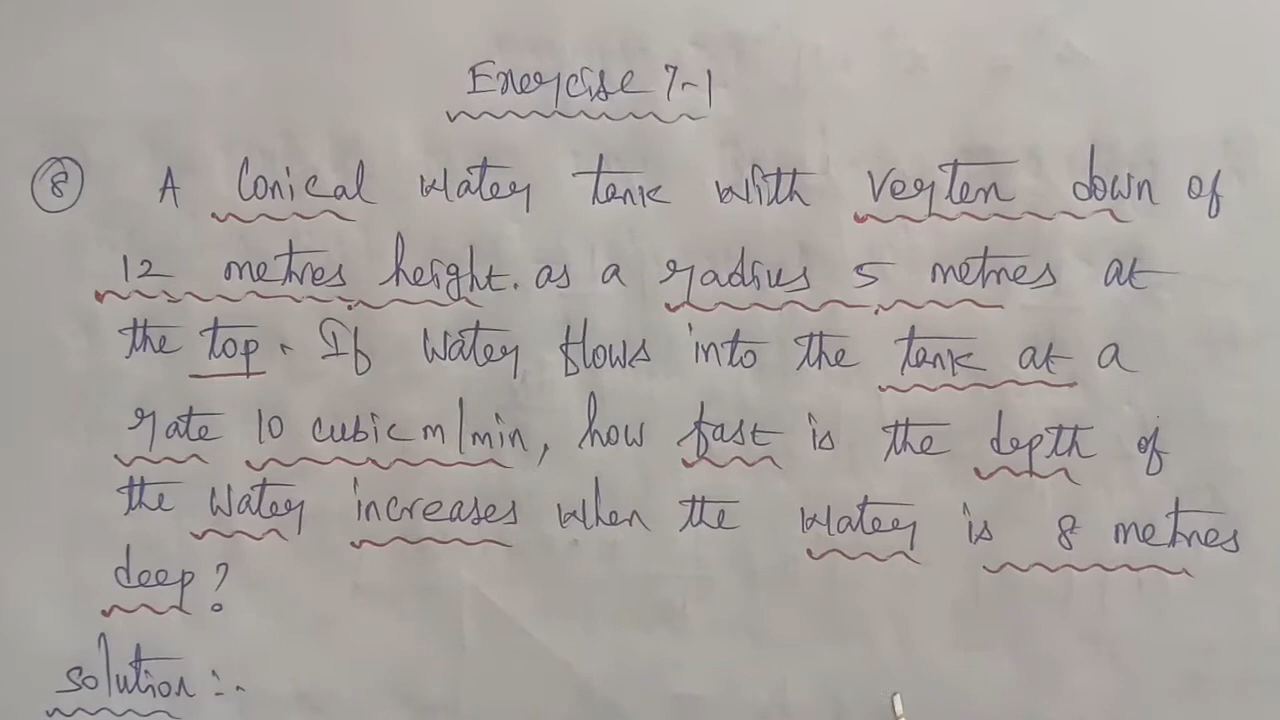 Exercise 7-1
⑧ A Conical Water tank with vertex down of
12 metres height. as a radius 5 metres at
the top. If Water flows into the tank at a
rate 10 cubic m/min, how fast is the depth of
the Water increases when the water is 8 metres
deep?
solution :-